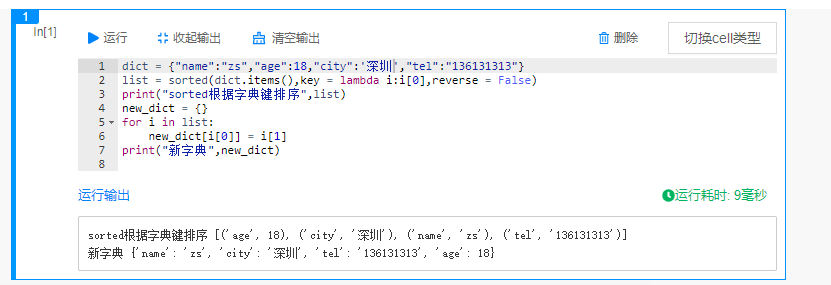 1
In[1] 运行 收起输出 清空输出 删除 切换cell类型
1 dict = {"name":"zs","age":18,"city":'深圳',"tel":"136131313"}
2 list = sorted(dict.items(),key = lambda i:i[0],reverse = False)
3 print("sorted根据字典键排序",list)
4 new_dict = {}
5 for i in list:
6     new_dict[i[0]] = i[1]
7 print("新字典",new_dict)
8
运行输出 运行耗时: 9毫秒
sorted根据字典键排序 [('age', 18), ('city', '深圳'), ('name', 'zs'), ('tel', '136131313')]
新字典 {'name': 'zs', 'city': '深圳', 'tel': '136131313', 'age': 18}